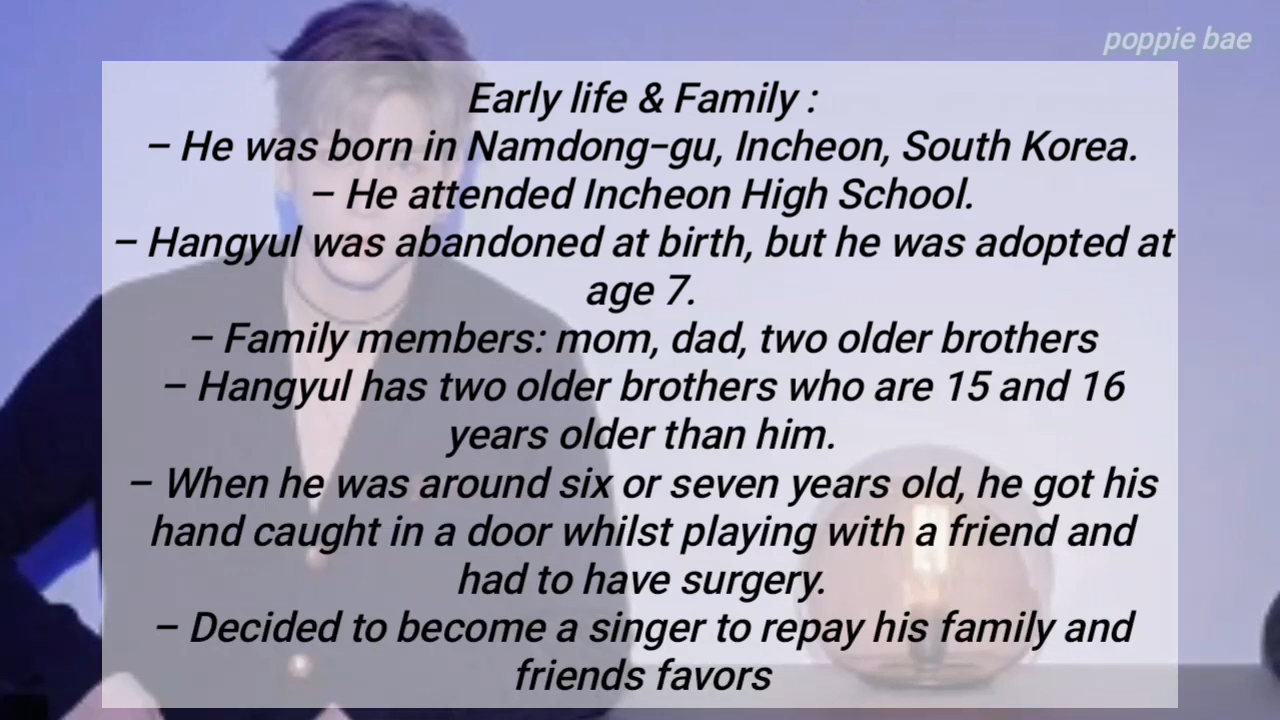 poppie bae
Early life & Family :
– He was born in Namdong-gu, Incheon, South Korea.
– He attended Incheon High School.
– Hangyul was abandoned at birth, but he was adopted at
age 7.
– Family members: mom, dad, two older brothers
– Hangyul has two older brothers who are 15 and 16
years older than him.
– When he was around six or seven years old, he got his
hand caught in a door whilst playing with a friend and
had to have surgery.
– Decided to become a singer to repay his family and
friends favors